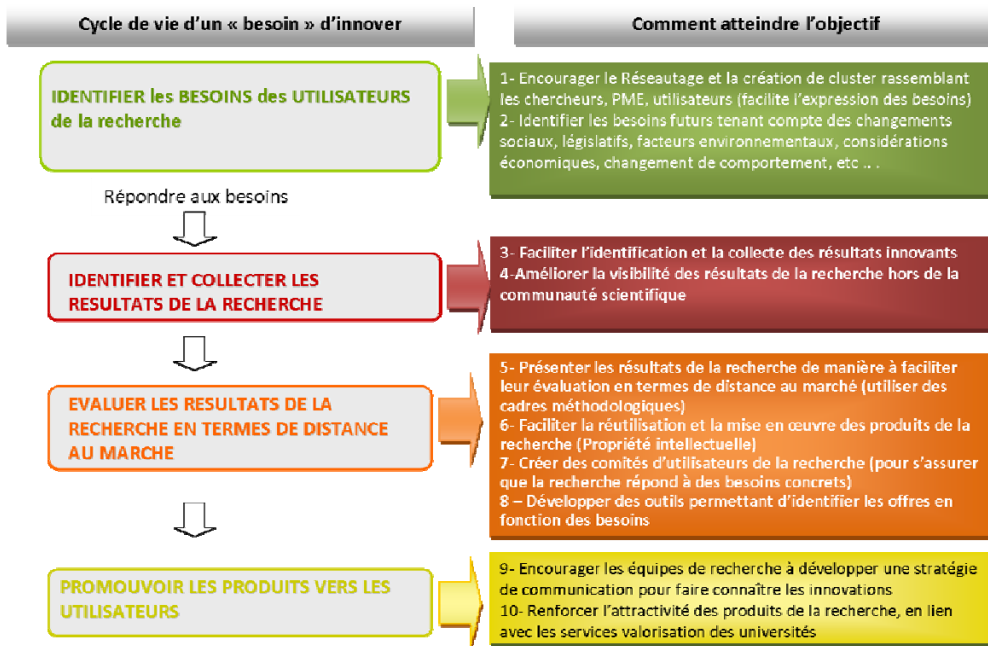 Cycle de vie d’un « besoin » d’innover
Comment atteindre l’objectif
IDENTIFIER les BESOINS des UTILISATEURS
de la recherche
1- Encourager le Réseautage et la création de cluster rassemblant
les chercheurs, PME, utilisateurs (facilite l’expression des besoins)
2- Identifier les besoins futurs tenant compte des changements
sociaux, législatifs, facteurs environnementaux, considérations
économiques, changement de comportement, etc .. .
Répondre aux besoins
IDENTIFIER ET COLLECTER LES
RESULTATS DE LA RECHERCHE
3- Faciliter l’identification et la collecte des résultats innovants
4-Améliorer la visibilité des résultats de la recherche hors de la
communauté scientifique
EVALUER LES RESULTATS DE LA
RECHERCHE EN TERMES DE DISTANCE
AU MARCHE
5- Présenter les résultats de la recherche de manière à faciliter
leur évaluation en termes de distance au marché (utiliser des
cadres méthodologiques)
6- Faciliter la réutilisation et la mise en œuvre des produits de la
recherche (Propriété intellectuelle)
7- Créer des comités d’utilisateurs de la recherche (pour s’assurer
que la recherche répond à des besoins concrets)
8 – Développer des outils permettant d’identifier les offres en
fonction des besoins
PROMOUVOIR LES PRODUITS VERS LES
UTILISATEURS
9- Encourager les équipes de recherche à développer une stratégie
de communication pour faire connaître les innovations
10- Renforcer l’attractivité des produits de la recherche, en lien
avec les services valorisation des universités